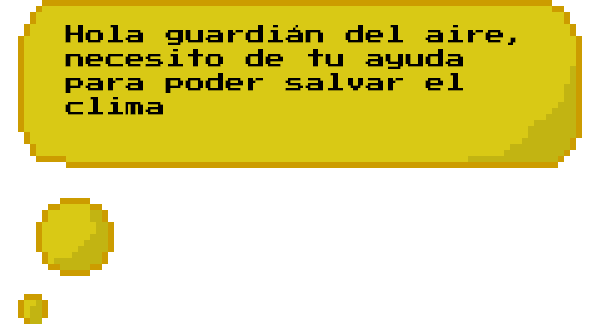 Hola guardián del aire,
necesito de tu ayuda
para poder salvar el
clima